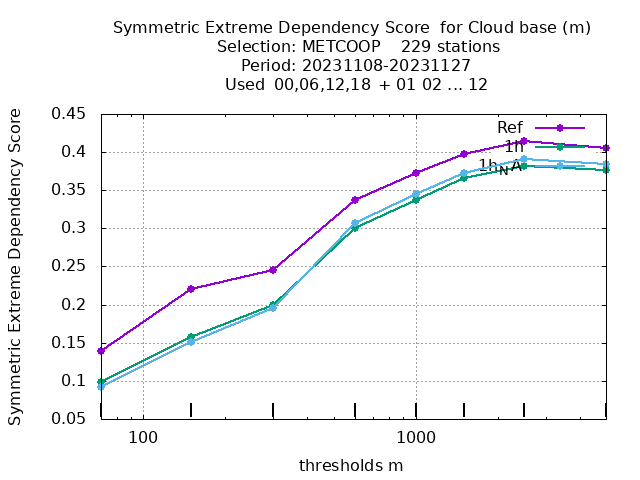 Symmetric Extreme Dependency Score for Cloud base (m)
Selection: METCOOP 229 stations
Period: 20231108-20231127
Used 00,06,12,18 + 01 02 ... 12
Symmetric Extreme Dependency Score
0.45
0.4
0.35
0.3
0.25
0.2
0.15
0.1
0.05
Ref
1h
1h_NA
100
1000
thresholds m